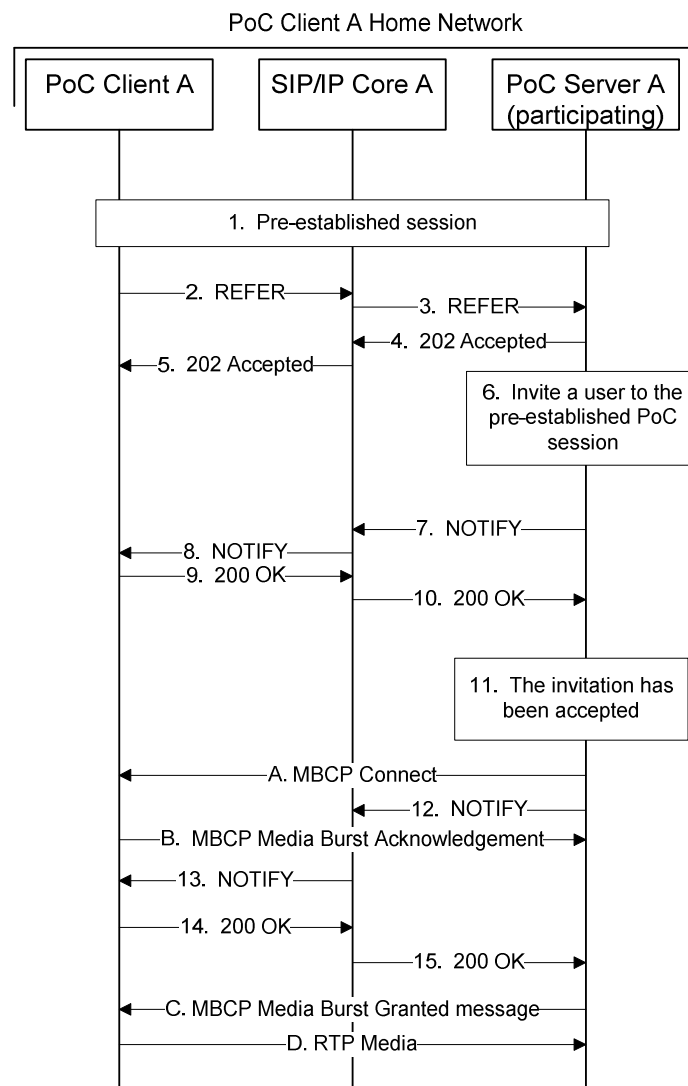 PoC Client A Home Network
PoC Client A
SIP/IP Core A
PoC Server A
(participating)
1. Pre-established session
2. REFER
3. REFER
4. 202 Accepted
5. 202 Accepted
6. Invite a user to the
pre-established PoC
session
7. NOTIFY
8. NOTIFY
9. 200 OK
10. 200 OK
11. The invitation has
been accepted
A. MBCP Connect
12. NOTIFY
B. MBCP Media Burst Acknowledgement
13. NOTIFY
14. 200 OK
15. 200 OK
C. MBCP Media Burst Granted message
D. RTP Media